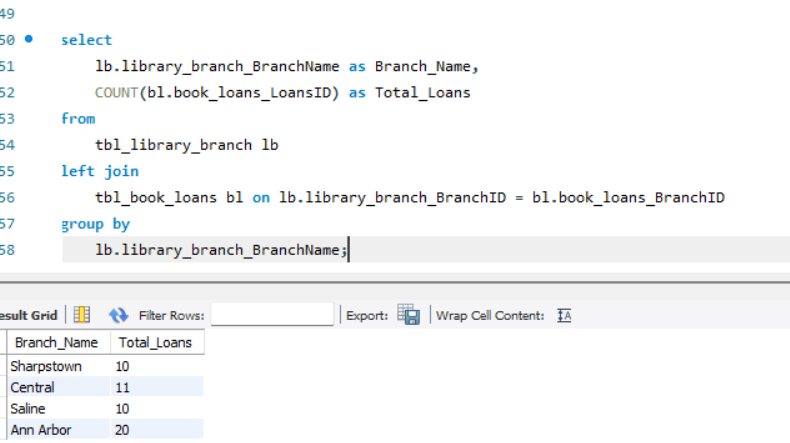 49
50 select
51 lb.library_branch_BranchName as Branch_Name,
52 COUNT(bl.book_loans_LoansID) as Total_Loans
53 from
54 tbl_library_branch lb
55 left join
56 tbl_book_loans bl on lb.library_branch_BranchID = bl.book_loans_BranchID
57 group by
58 lb.library_branch_BranchName;
esult Grid Filter Rows: Export: Wrap Cell Content: IA
Branch_Name Total_Loans
Sharpstown 10
Central 11
Saline 10
Ann Arbor 20